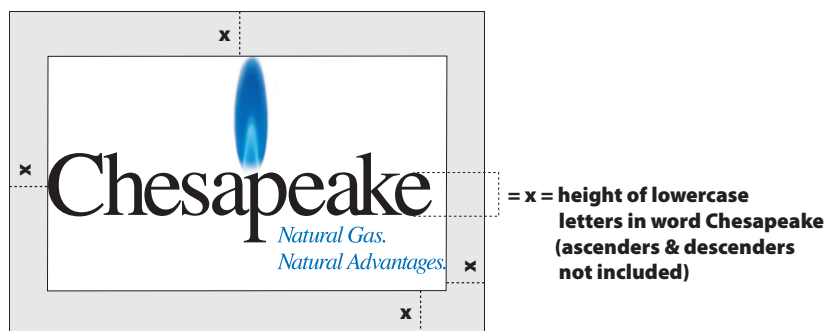 x
x
Chesapeake
Natural Gas.
Natural Advantages.
x
x
= x = height of lowercase
letters in word Chesapeake
(ascenders & descenders
not included)